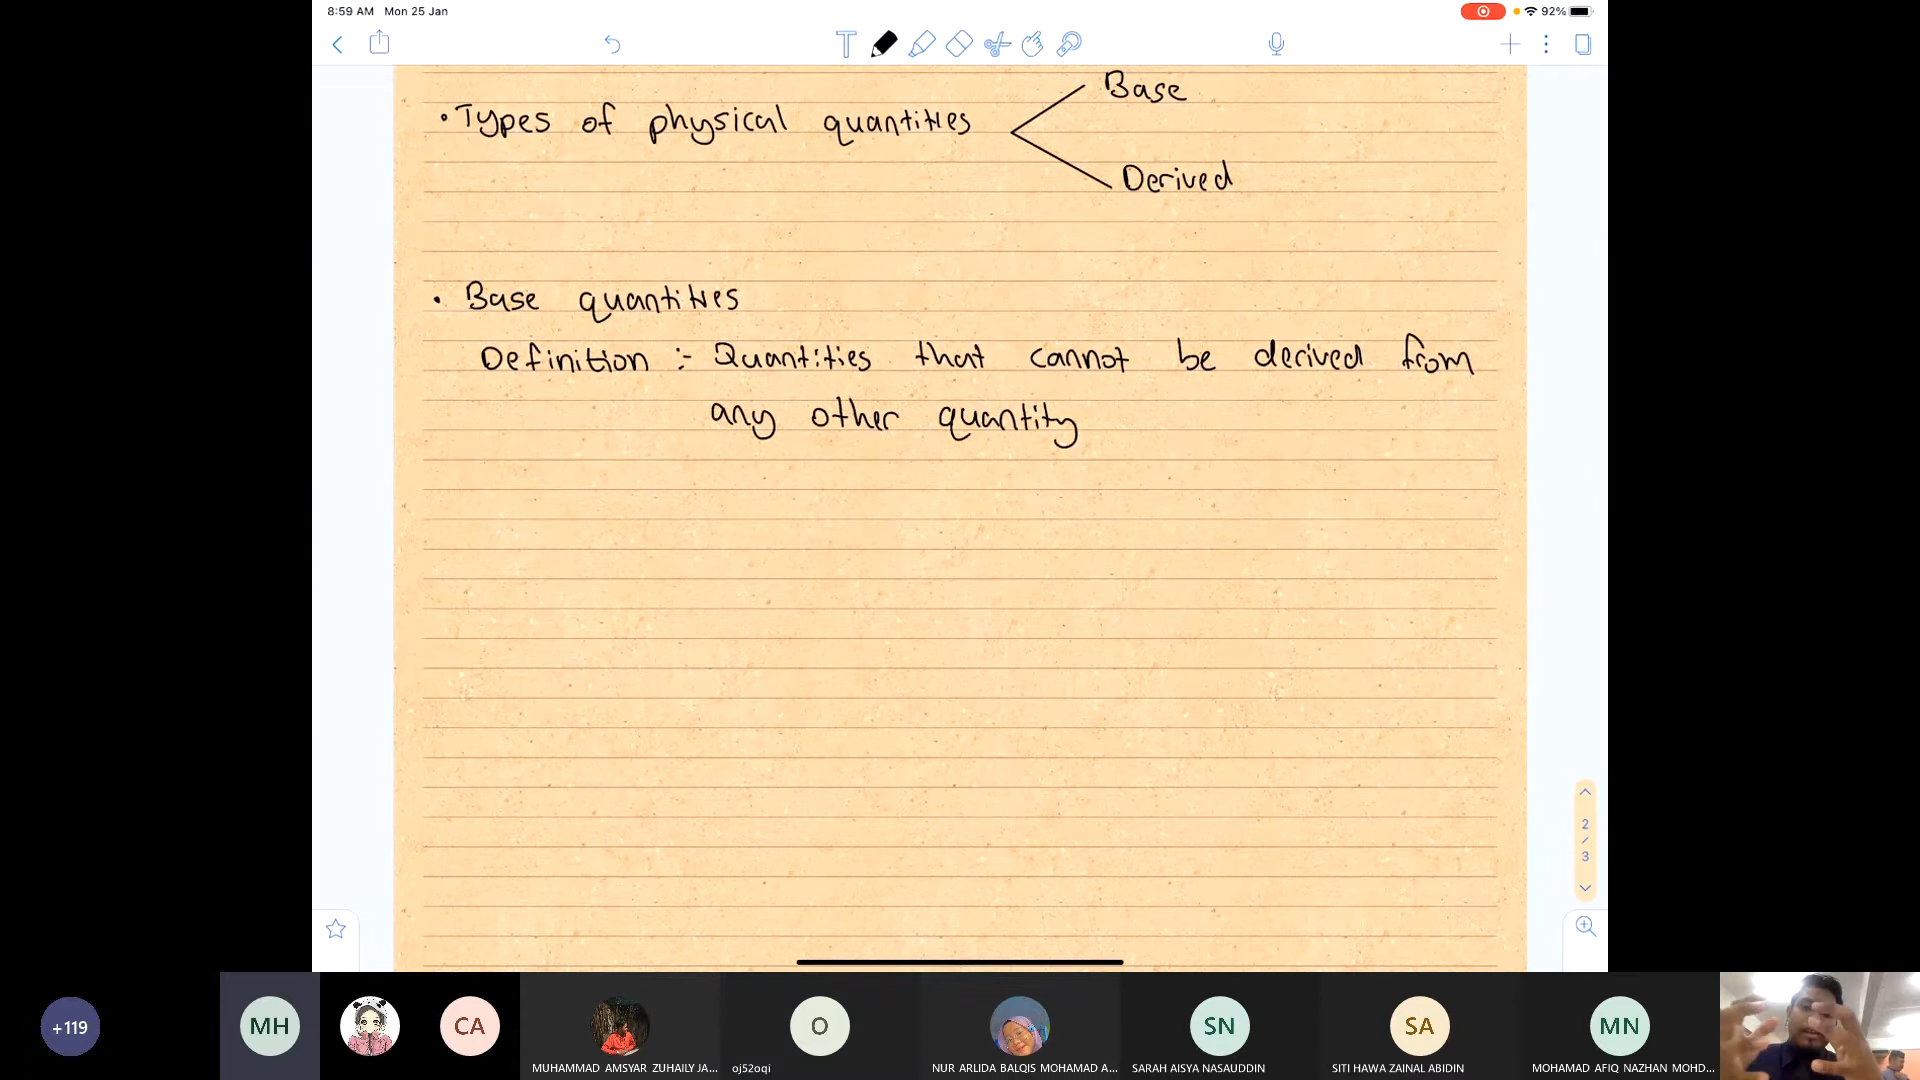 8:59 AM Mon 25 Jan
92%
Base
• Types of physical quantities
Derived
• Base quantities
Definition :- Quantities that cannot be derived from
any other quantity
2
/
3
+119
MH
CA
O
SN
SA
MN
MUHAMMAD AMSYAR ZUHAILY JA...
oj52oqi
NUR ARLIDA BALQIS MOHAMAD A...
SARAH AISYA NASAUDDIN
SITI HAWA ZAINAL ABIDIN
MOHAMAD AFIQ NAZHAN MOHD...